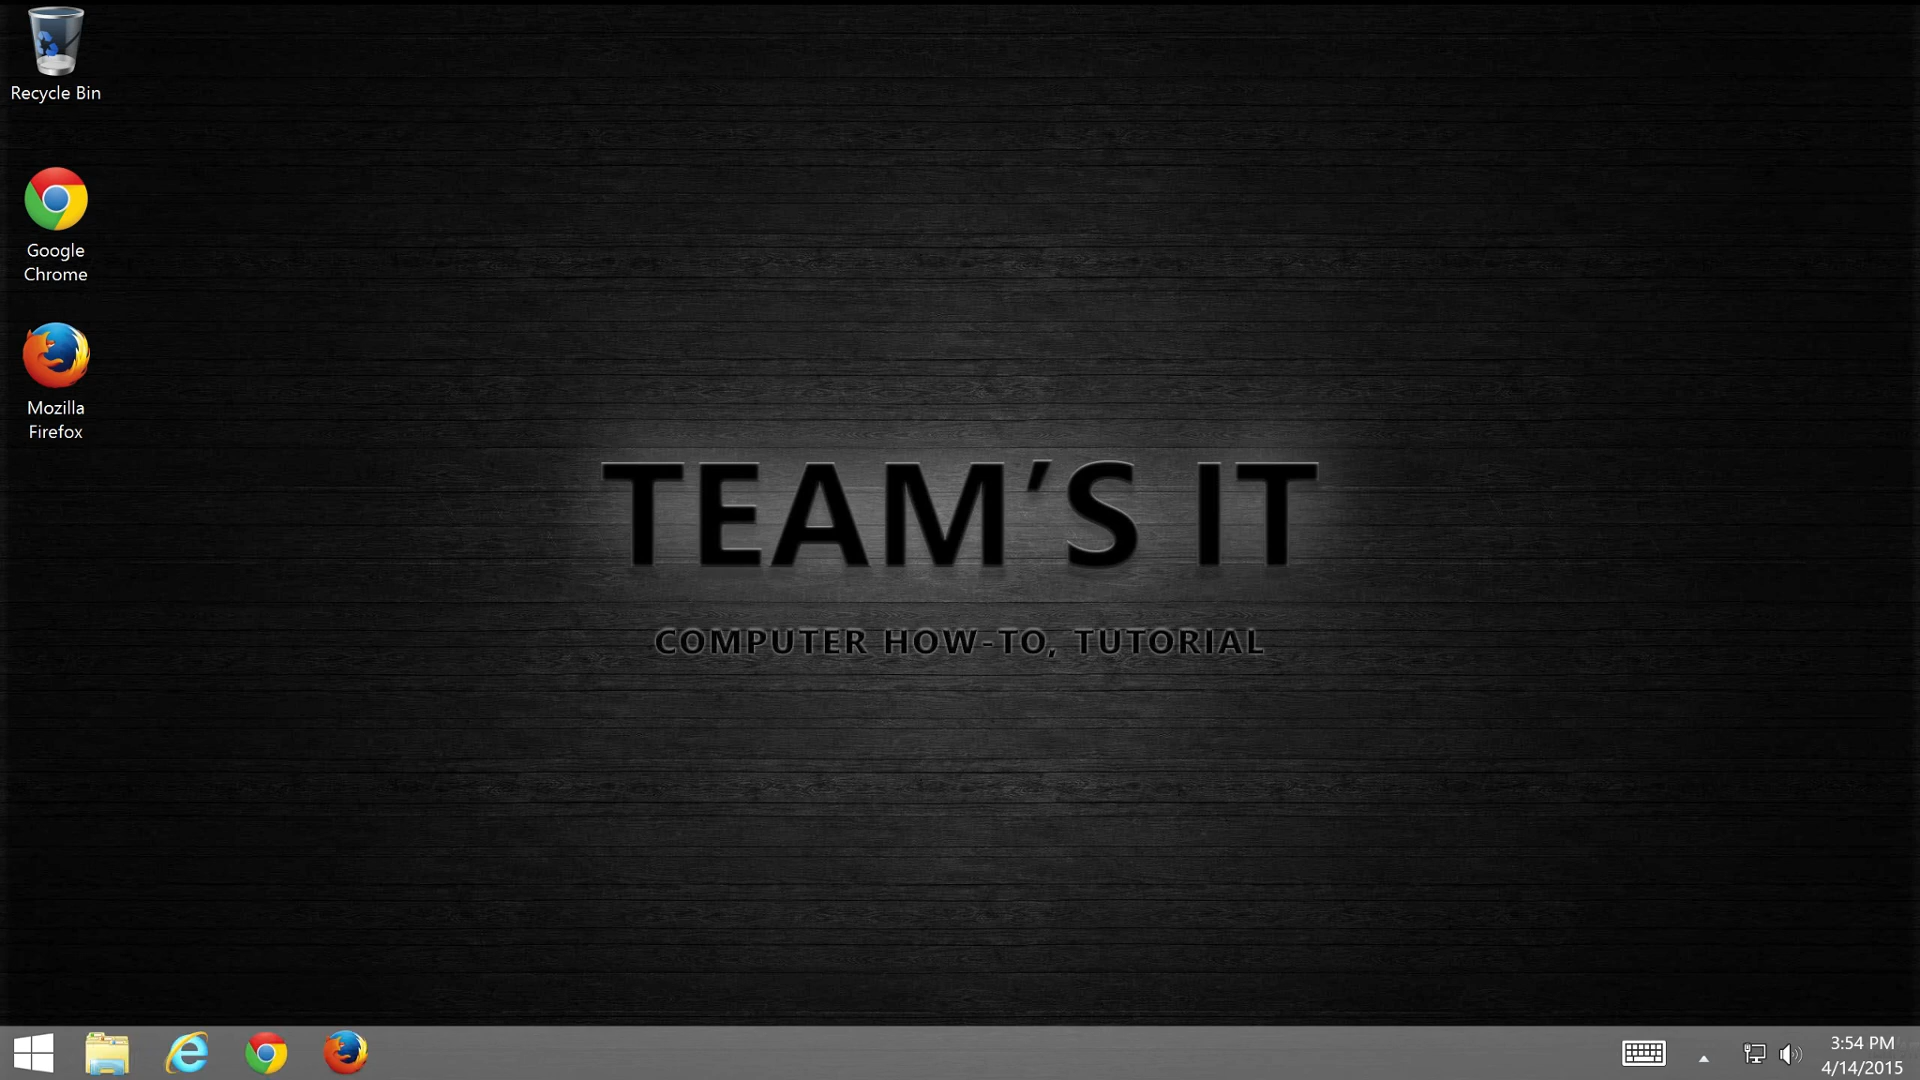 Recycle Bin
Google
Chrome
Mozilla
Firefox
TEAM'S IT
COMPUTER HOW-TO, TUTORIAL
3:54 PM
4/14/2015